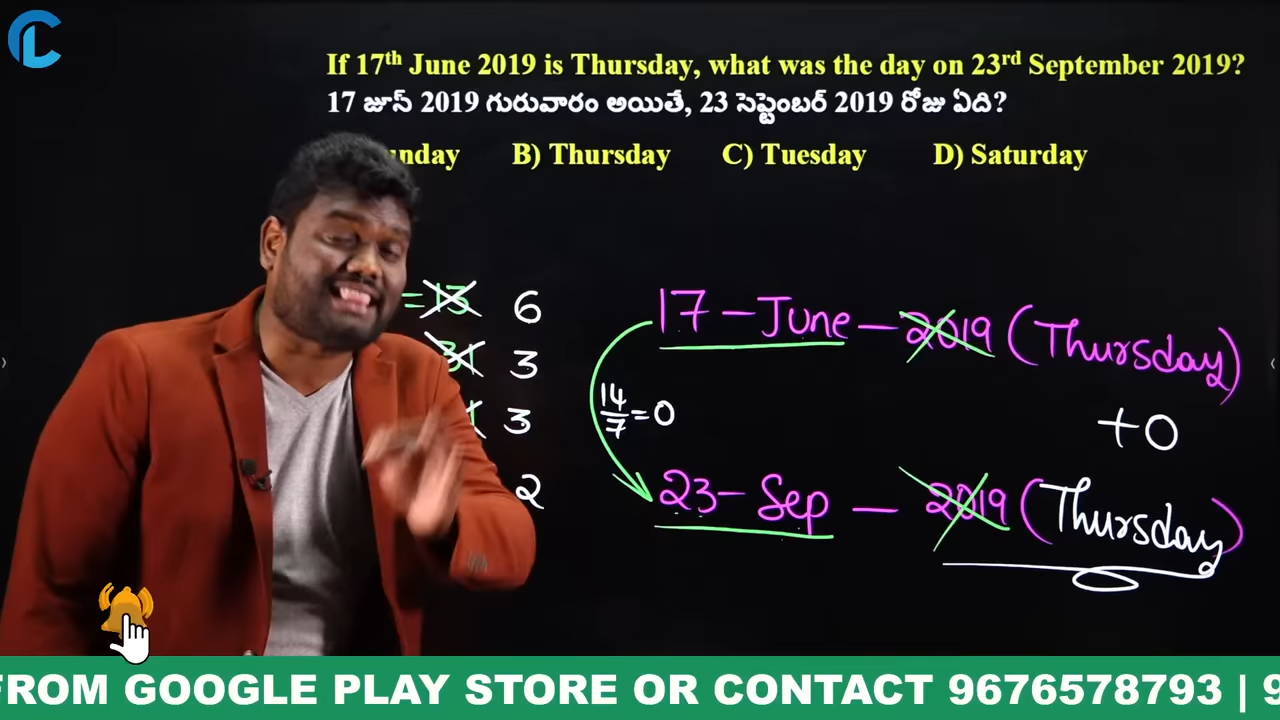 If 17th June 2019 is Thursday, what was the day on 23rd September 2019?
17 జూన్ 2019 గురువారం అయితే, 23 సెప్టెంబర్ 2019 రోజు ఏది?
B) Thursday C) Tuesday D) Saturday
= 13 6
31 3
3
2
17 - June - 2019 (Thursday)
14/7 = 0
+0
23 - Sep - 2019 (Thursday)
FROM GOOGLE PLAY STORE OR CONTACT 9676578793 |